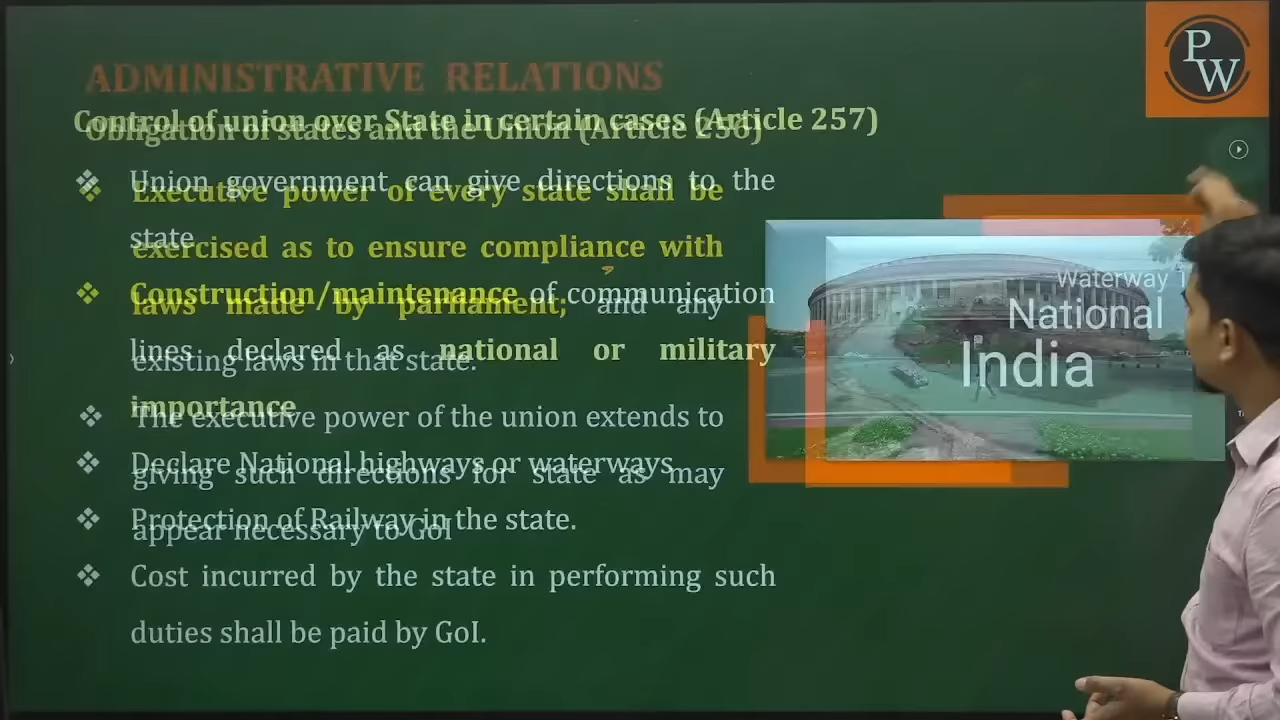 ADMINISTRATIVE RELATIONS
Control of union over State in certain cases (Article 257)
Obligation of states and the Union (Article 256)
❖ Union government can give directions to the
state
❖ Executive power of every state shall be
exercised as to ensure compliance with
❖ Construction/maintenance of communication
laws made by parliament; and any
lines declared as national or military
existing laws in that state.
importance
❖ The executive power of the union extends to
❖ Declare National highways or waterways
giving such directions for state as may
❖ Protection of Railway in the state.
appear necessary to GoI
❖ Cost incurred by the state in performing such
duties shall be paid by GoI.
PW
Waterway 1
National
India